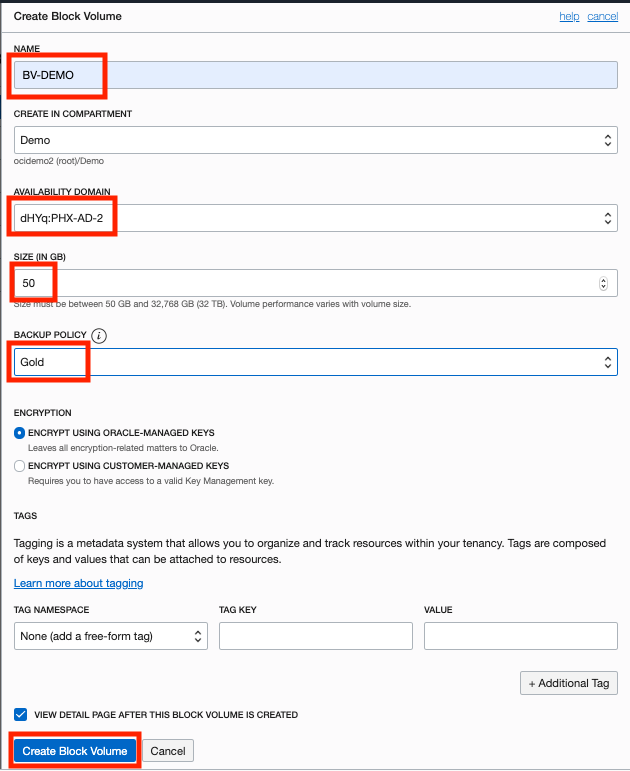 Create Block Volume help cancel
NAME
BV-DEMO
CREATE IN COMPARTMENT
Demo
ocidemo2 (root)/Demo
AVAILABILITY DOMAIN
dHYq:PHX-AD-2
SIZE (IN GB)
50
Size must be between 50 GB and 32,768 GB (32 TB). Volume performance varies with volume size.
BACKUP POLICY i
Gold
ENCRYPTION
ENCRYPT USING ORACLE-MANAGED KEYS
Leaves all encryption-related matters to Oracle.
ENCRYPT USING CUSTOMER-MANAGED KEYS
Requires you to have access to a valid Key Management key.
TAGS
Tagging is a metadata system that allows you to organize and track resources within your tenancy. Tags are composed
of keys and values that can be attached to resources.
Learn more about tagging
TAG NAMESPACE TAG KEY VALUE
None (add a free-form tag)
+ Additional Tag
VIEW DETAIL PAGE AFTER THIS BLOCK VOLUME IS CREATED
Create Block Volume Cancel